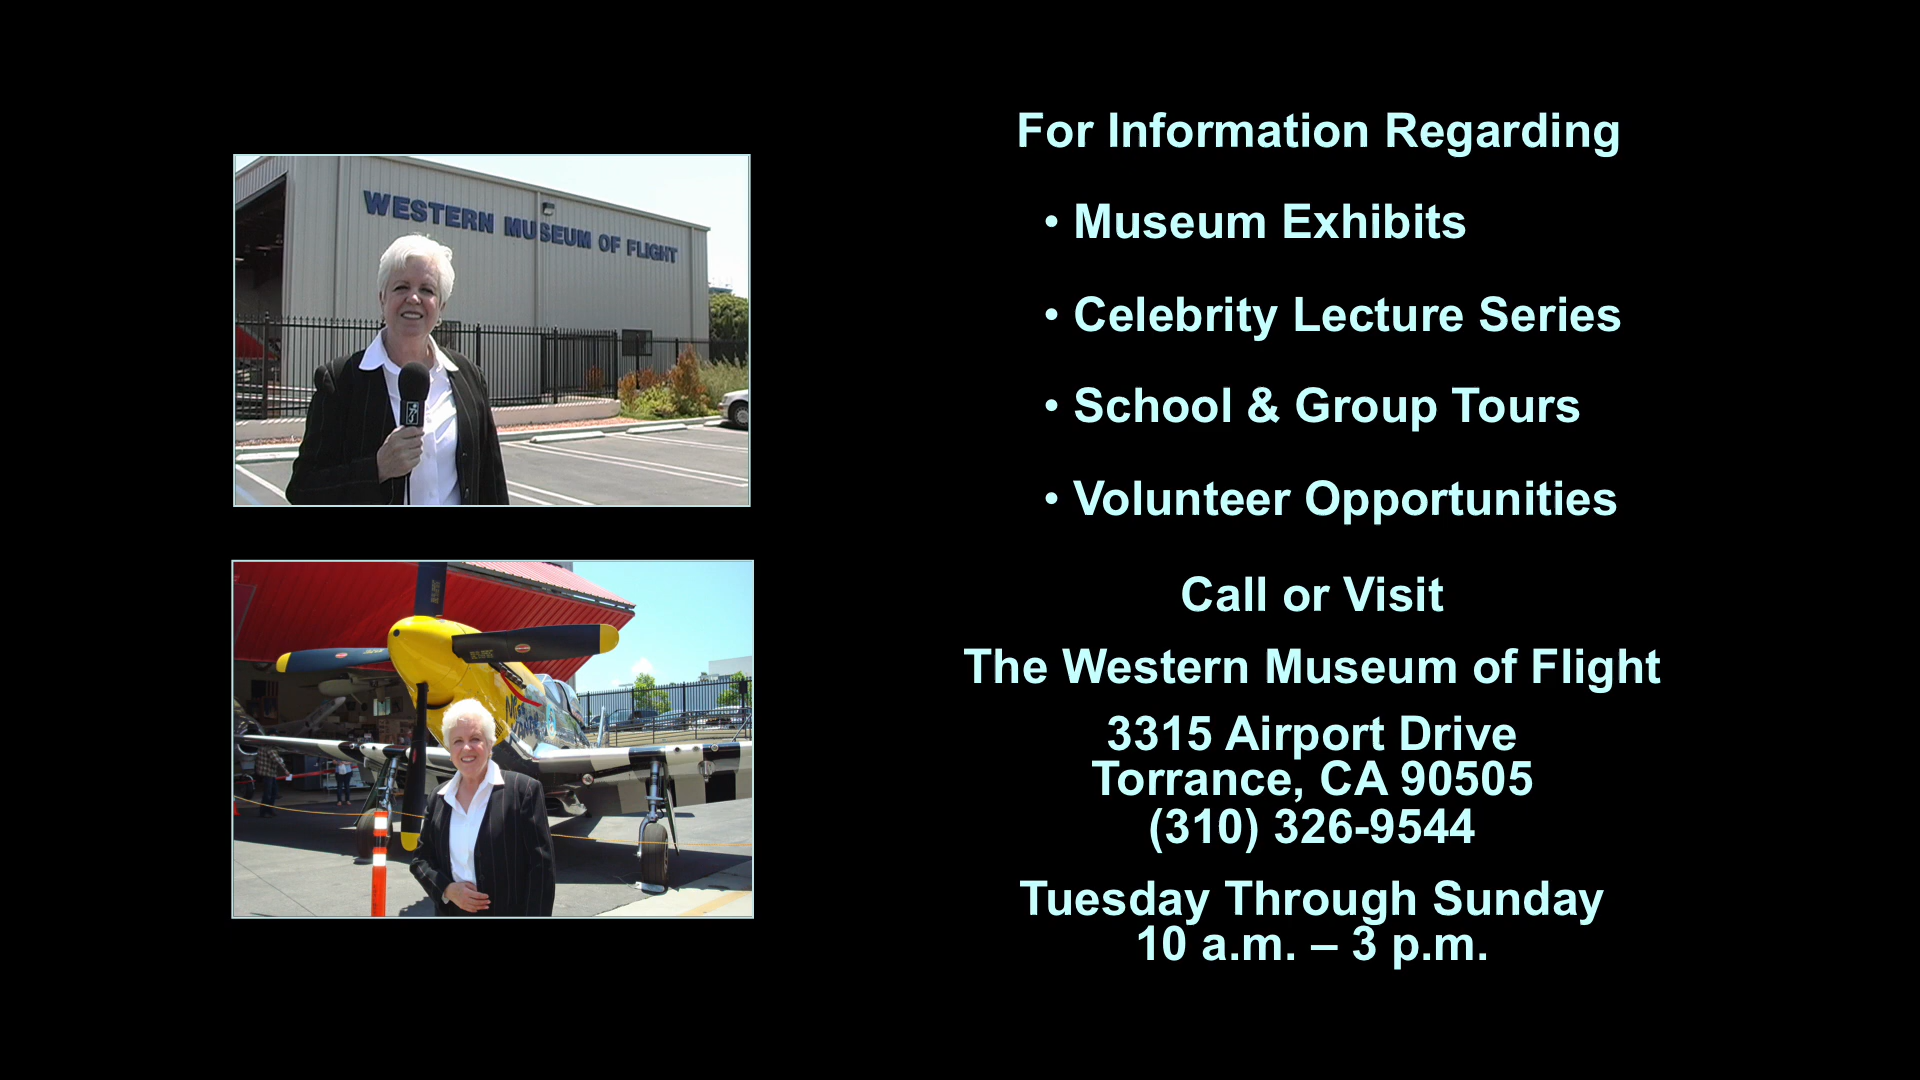 WESTERN MUSEUM OF FLIGHT
For Information Regarding
• Museum Exhibits
• Celebrity Lecture Series
• School & Group Tours
• Volunteer Opportunities
Call or Visit
The Western Museum of Flight
3315 Airport Drive
Torrance, CA 90505
(310) 326-9544
Tuesday Through Sunday
10 a.m. – 3 p.m.